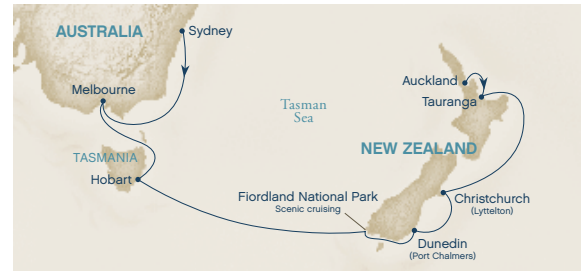 AUSTRALIA
Sydney
Melbourne
TASMANIA
Hobart
Tasman
Sea
Auckland
Tauranga
NEW ZEALAND
Fiordland National Park
Scenic cruising
Christchurch
(Lyttelton)
Dunedin
(Port Chalmers)